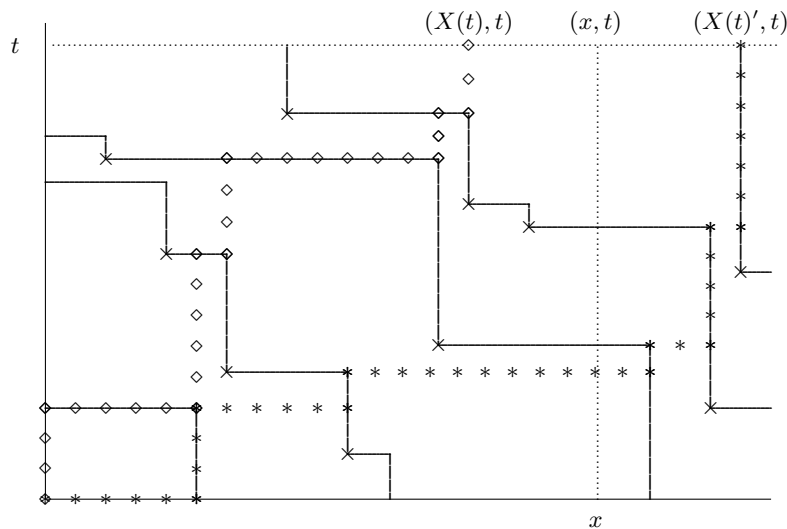 (X(t), t) (x, t) (X(t)′, t)
t
x